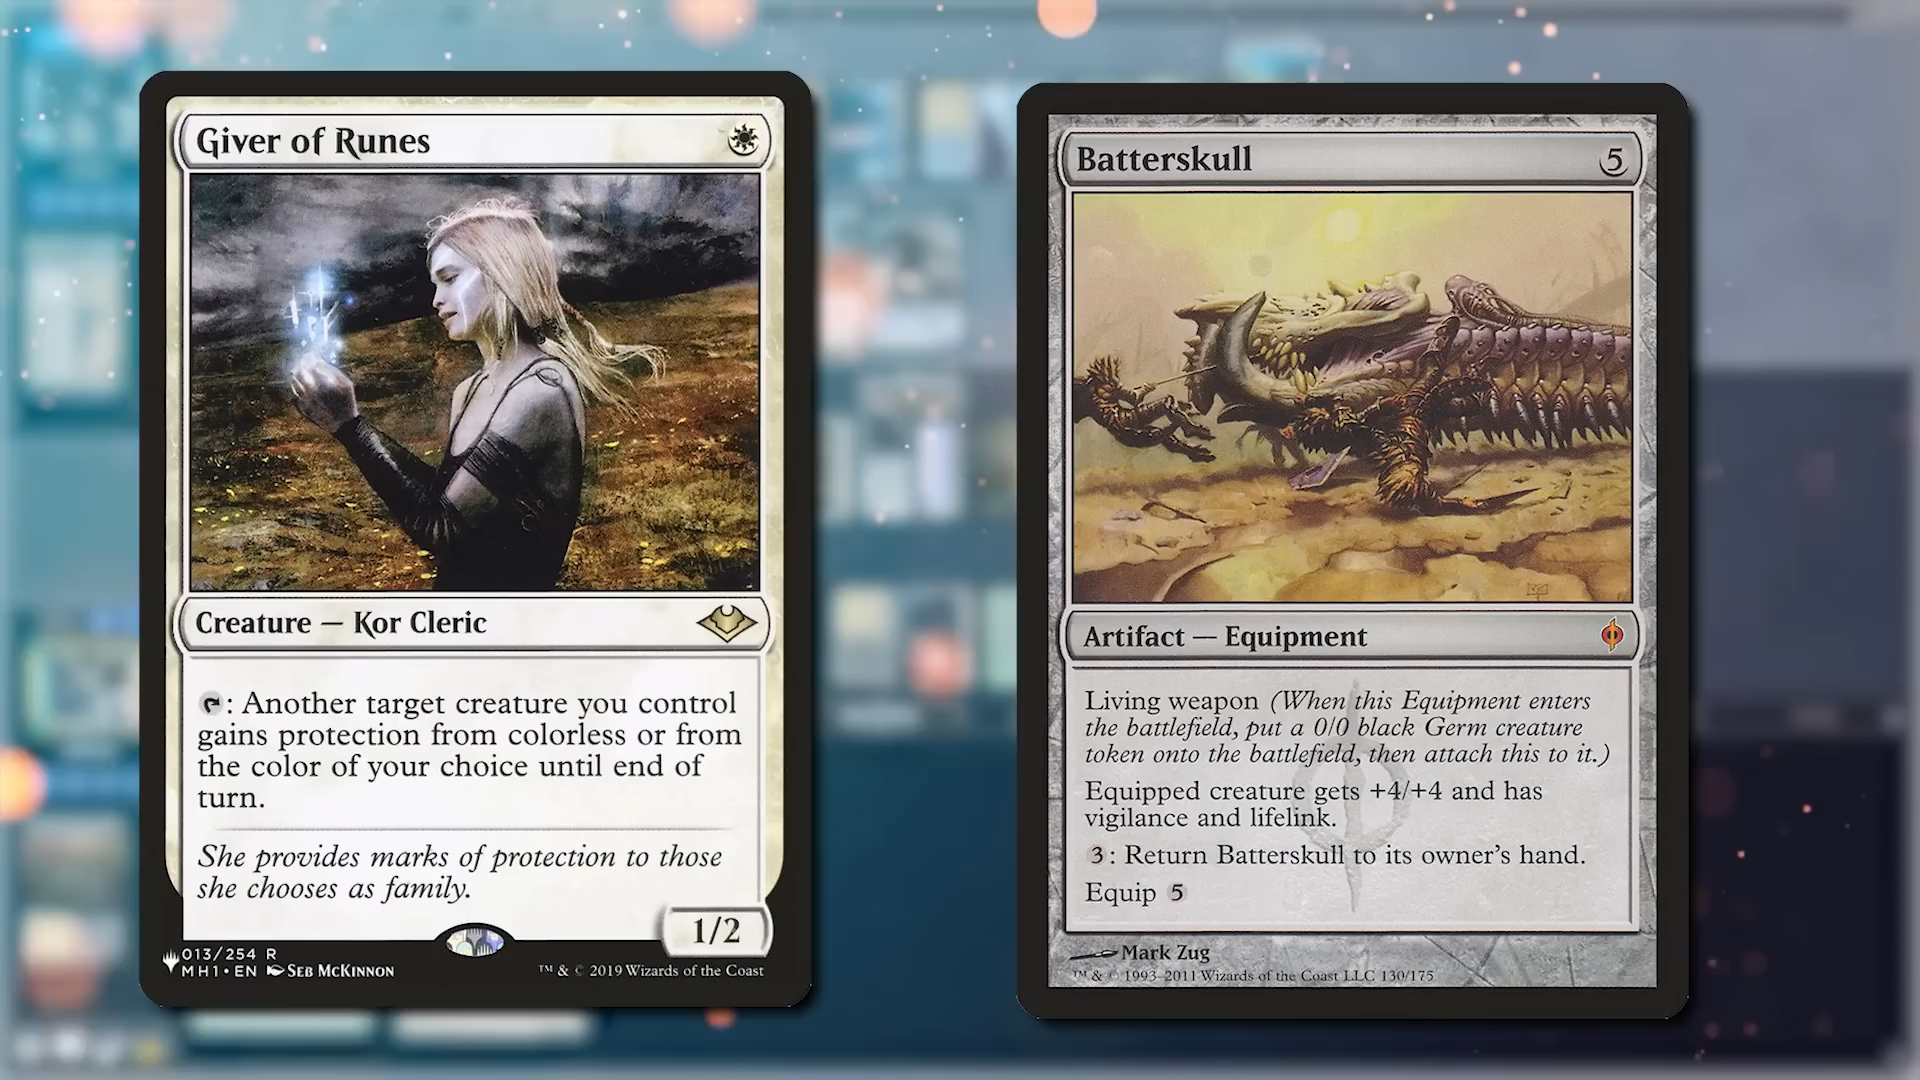 Giver of Runes
Creature — Kor Cleric
: Another target creature you control
gains protection from colorless or from
the color of your choice until end of
turn.
She provides marks of protection to those
she chooses as family.
1/2
013/254 R
MH1 • EN Seb McKinnon
™ & © 2019 Wizards of the Coast
Batterskull
5
Artifact — Equipment
Living weapon (When this Equipment enters
the battlefield, put a 0/0 black Germ creature
token onto the battlefield, then attach this to it.)
Equipped creature gets +4/+4 and has
vigilance and lifelink.
3: Return Batterskull to its owner's hand.
Equip 5
Mark Zug
™ & © 1993–2011 Wizards of the Coast LLC 130/175